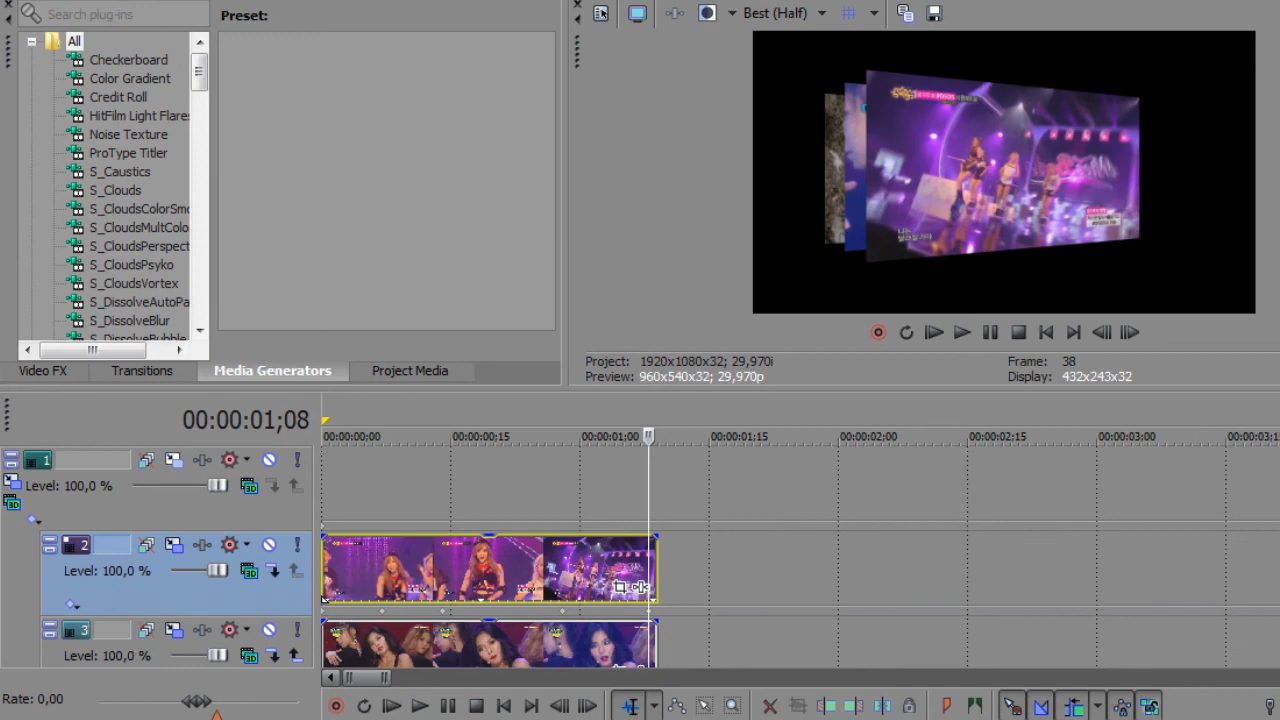 Search plug-ins
Preset:
Best (Half)
All
Checkerboard
Color Gradient
Credit Roll
HitFilm Light Flares
Noise Texture
ProType Titler
S_Caustics
S_Clouds
S_CloudsColorSmo
S_CloudsMultColo
S_CloudsPerspect
S_CloudsPsyko
S_CloudsVortex
S_DissolveAutoPa
S_DissolveBlur
S_DissolveBubble
Video FX
Transitions
Media Generators
Project Media
Project: 1920x1080x32; 29,970i
Frame: 38
Preview: 960x540x32; 29,970p
Display: 432x243x32
00:00:01;08
00:00:00;00
00:00:00;15
00:00:01;00
00:00:01;15
00:00:02;00
00:00:02;15
00:00:03;00
00:00:03;15
1
Level: 100,0 %
2
Level: 100,0 %
3
Level: 100,0 %
Rate: 0,00